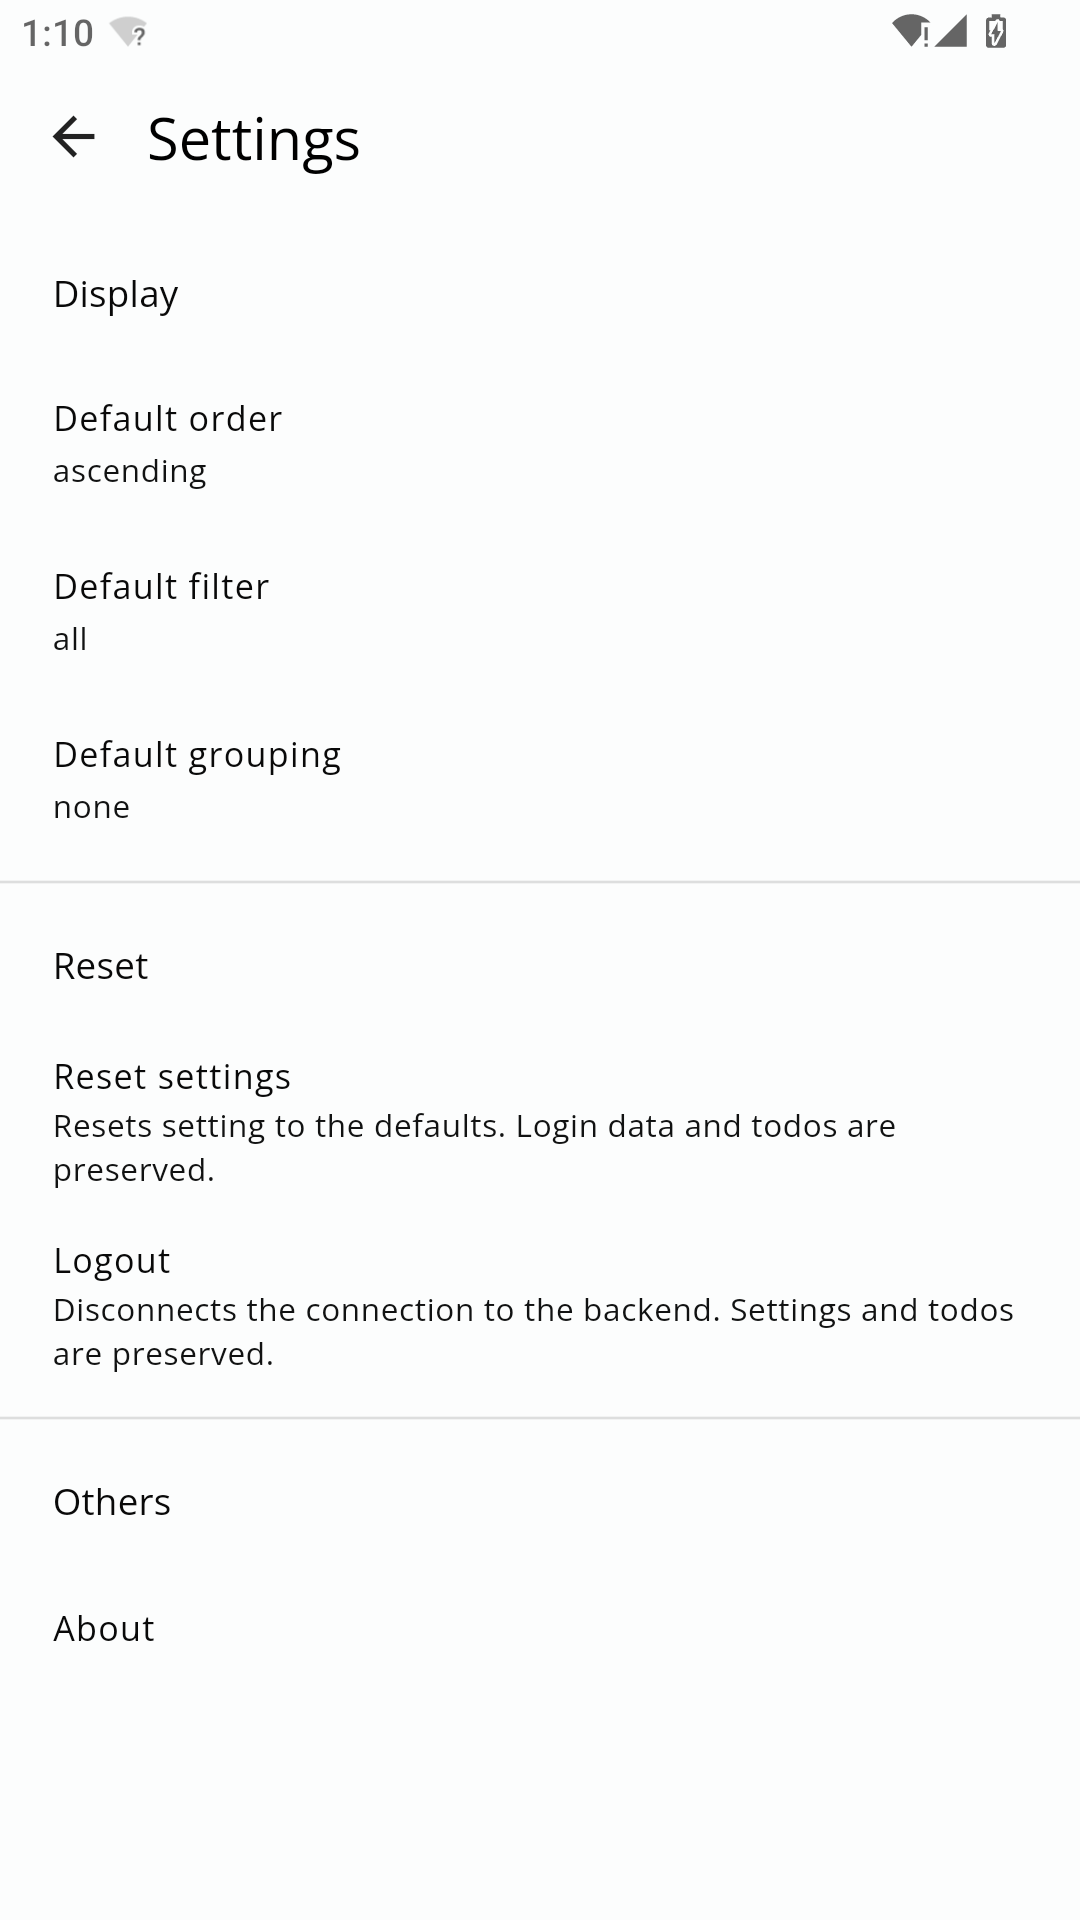 1:10
Settings
Display
Default order
ascending
Default filter
all
Default grouping
none
Reset
Reset settings
Resets setting to the defaults. Login data and todos are
preserved.
Logout
Disconnects the connection to the backend. Settings and todos
are preserved.
Others
About